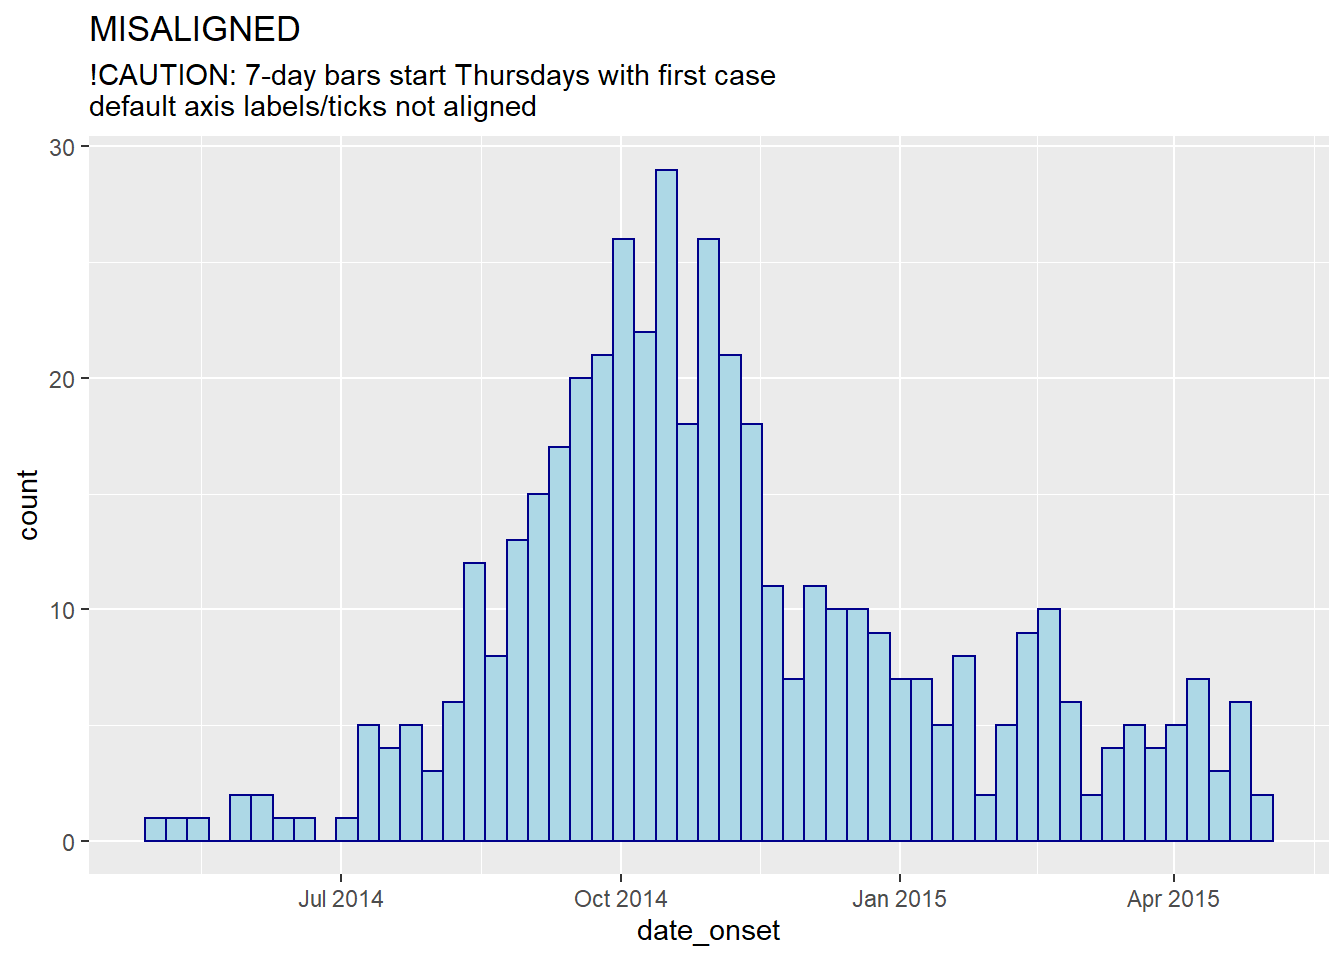 MISALIGNED
!CAUTION: 7-day bars start Thursdays with first case
default axis labels/ticks not aligned
30
20
10
0
count
Jul 2014
Oct 2014
Jan 2015
Apr 2015
date_onset